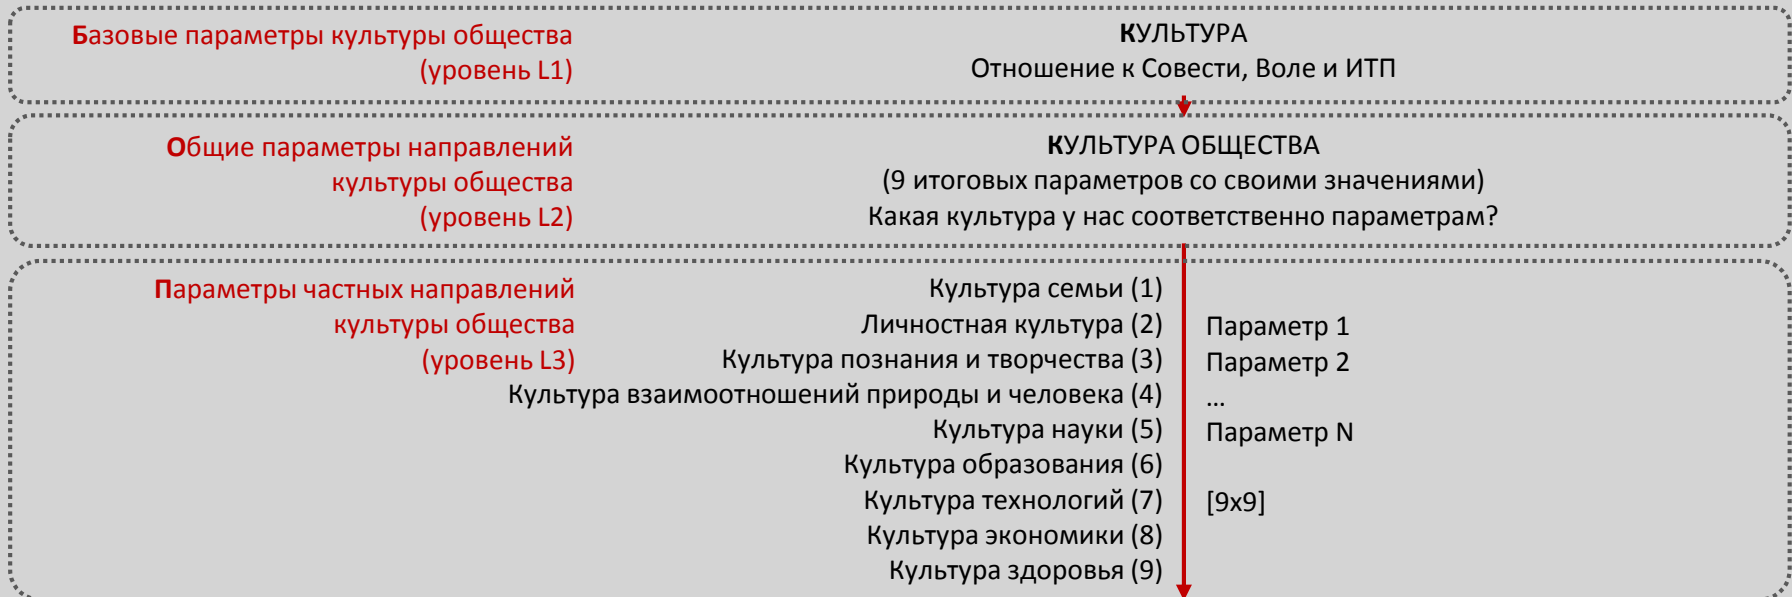 Базовые параметры культуры общества
(уровень L1)
КУЛЬТУРА
Отношение к Совести, Воле и ИТП
Общие параметры направлений
культуры общества
(уровень L2)
КУЛЬТУРА ОБЩЕСТВА
(9 итоговых параметров со своими значениями)
Какая культура у нас соответственно параметрам?
Параметры частных направлений
культуры общества
(уровень L3)
Культура семьи (1)
Личностная культура (2)
Культура познания и творчества (3)
Культура взаимоотношений природы и человека (4)
Культура науки (5)
Культура образования (6)
Культура технологий (7)
Культура экономики (8)
Культура здоровья (9)
Параметр 1
Параметр 2
...
Параметр N
[9x9]